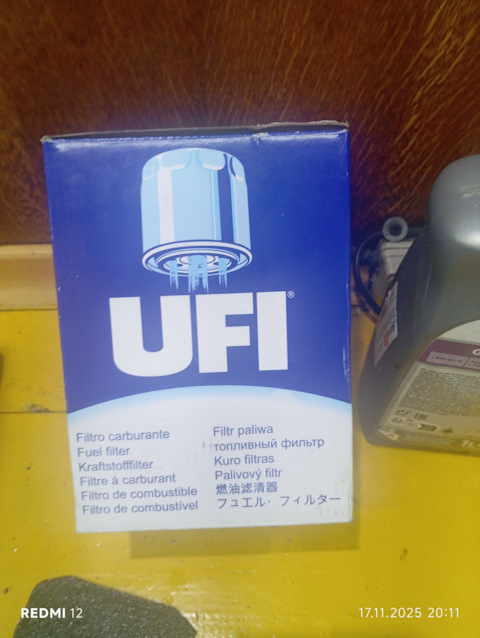 UFI®
Filtro carburante
Fuel filter
Kraftstofffilter
Filtre à carburant
Filtro de combustible
Filtro de combustível
Filtr paliwa
топливный фильтр
Kuro filtras
Palivový filtr
燃油滤清器
フュエル・フィルター
REDMI 12
17.11.2025 20:11